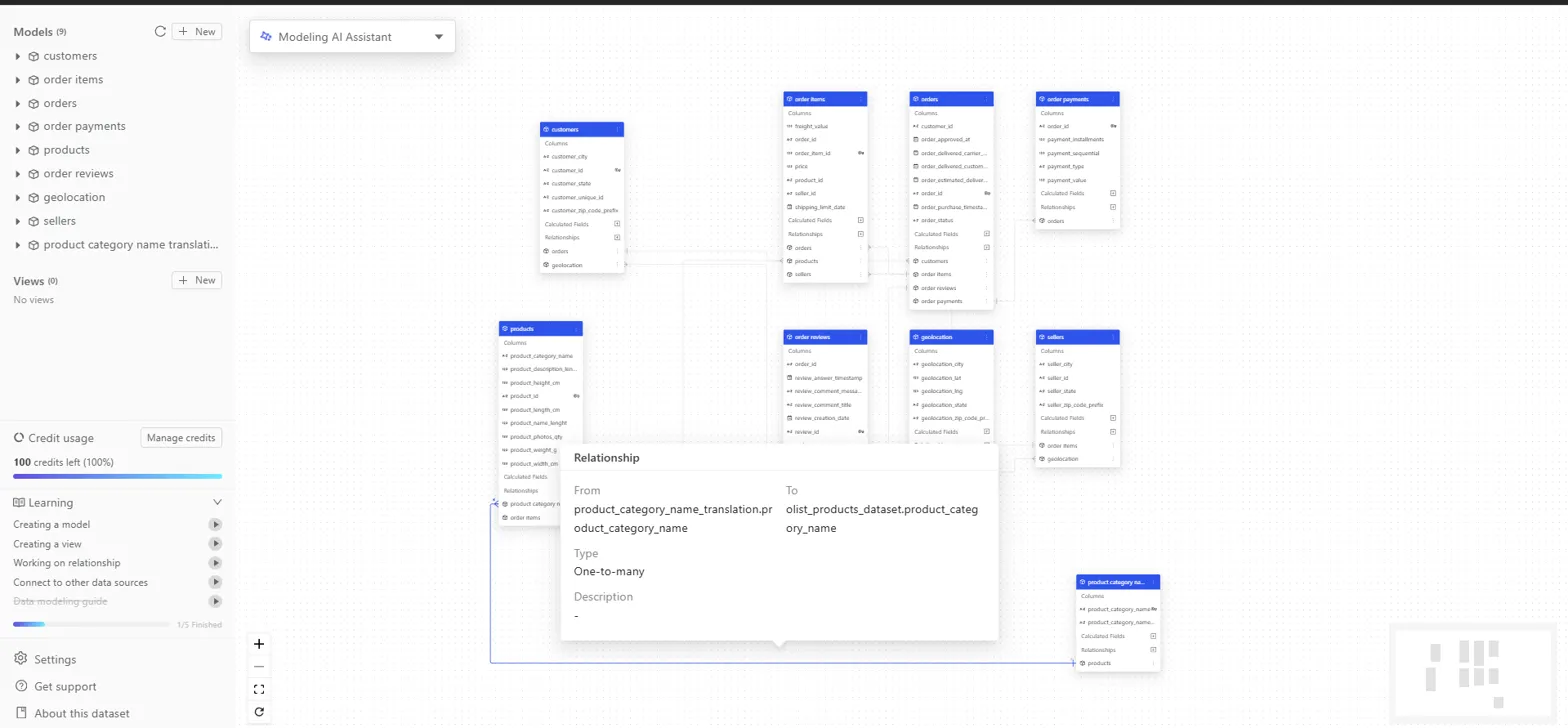 Models (9)
New
customers
order items
orders
order payments
products
order reviews
geolocation
sellers
product category name translati...
Views (0)
New
No views
Credit usage
Manage credits
100 credits left (100%)
Learning
Creating a model
Creating a view
Working on relationship
Connect to other data sources
Data modeling guide
1/5 Finished
Settings
Get support
About this dataset
Modeling AI Assistant
customers
Columns
customer_city
customer_id
customer_state
customer_unique_id
customer_zip_code_prefix
Calculated Fields
Relationships
orders
geolocation
order items
Columns
freight_value
order_id
order_item_id
price
product_id
seller_id
shipping_limit_date
Calculated Fields
Relationships
orders
products
sellers
orders
Columns
customer_id
order_approved_at
order_delivered_carrier_...
order_delivered_custom...
order_estimated_deliver...
order_id
order_purchase_timesta...
order_status
Calculated Fields
Relationships
customers
order items
order reviews
order payments
order payments
Columns
order_id
payment_installments
payment_sequential
payment_type
payment_value
Calculated Fields
Relationships
orders
products
Columns
product_category_name
product_description_len...
product_height_cm
product_id
product_length_cm
product_name_lenght
product_photos_qty
product_weight_g
product_width_cm
Calculated Fields
Relationships
product category n
order items
order reviews
Columns
order_id
review_answer_timestamp
review_comment_messa...
review_comment_title
review_creation_date
review_id
geolocation
Columns
geolocation_city
geolocation_lat
geolocation_lng
geolocation_state
geolocation_zip_code_pr...
Calculated Fields
sellers
Columns
seller_city
seller_id
seller_state
seller_zip_code_prefix
Calculated Fields
Relationships
order items
geolocation
Relationship
From
product_category_name_translation.pr
oduct_category_name
To
olist_products_dataset.product_categ
ory_name
Type
One-to-many
Description
-
product category na...
Columns
product_category_name
product_category_name...
Calculated Fields
Relationships
products